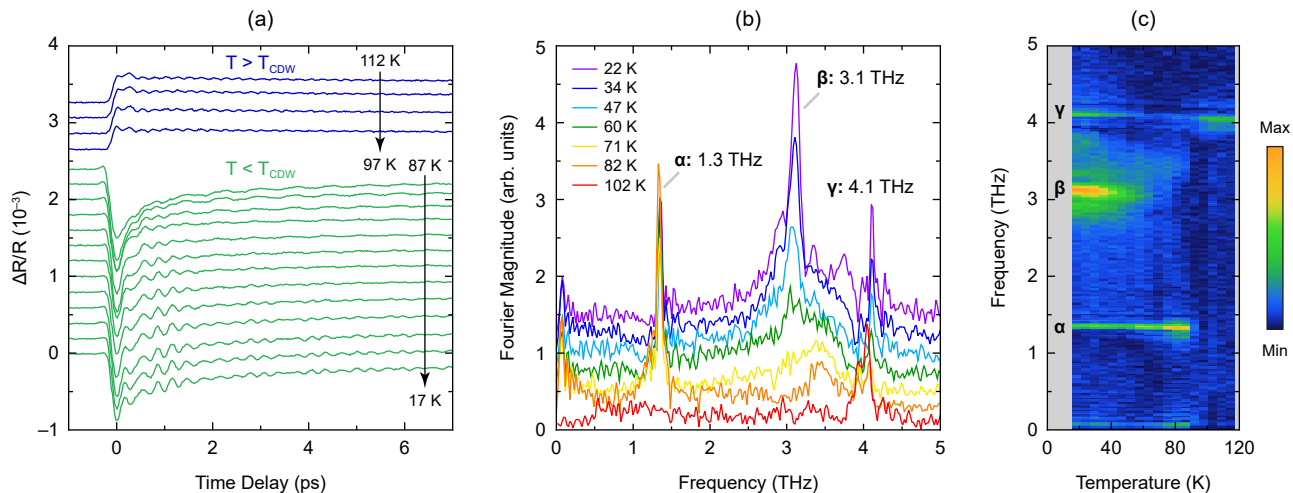 (a)
T > T_CDW
112 K
97 K
T < T_CDW
87 K
17 K
4
3
2
1
0
–1
ΔR/R (10⁻³)
0
2
4
6
Time Delay (ps)
(b)
22 K
34 K
47 K
60 K
71 K
82 K
102 K
β: 3.1 THz
α: 1.3 THz
γ: 4.1 THz
5
4
3
2
1
0
Fourier Magnitude (arb. units)
0
1
2
3
4
5
Frequency (THz)
(c)
γ
β
α
5
4
3
2
1
0
Frequency (THz)
0
40
80
120
Temperature (K)
Max
Min